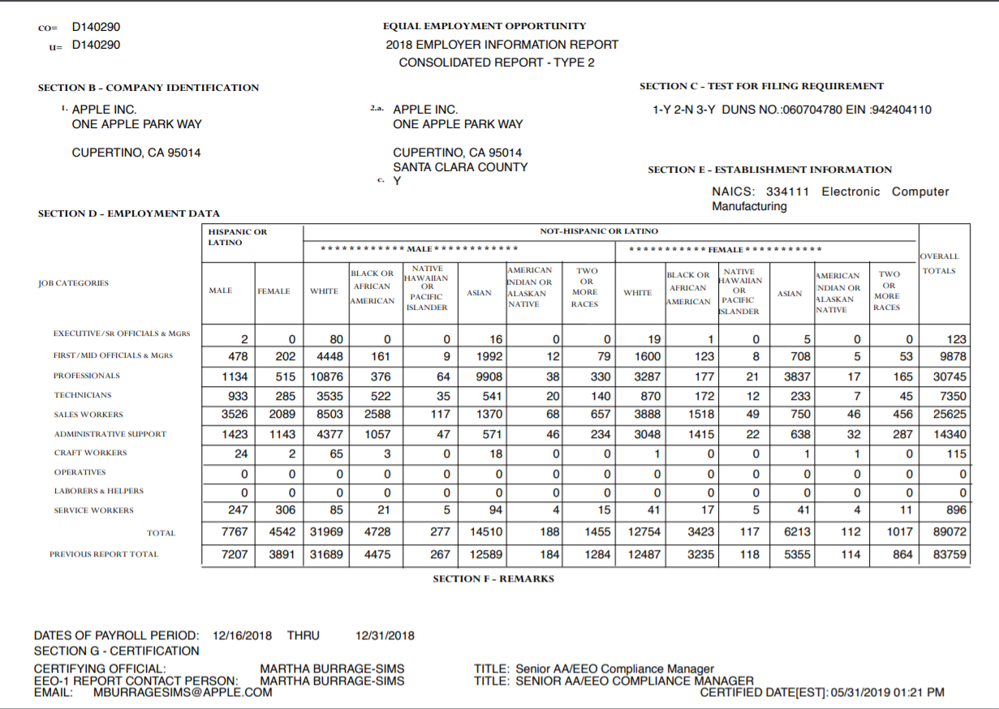 CO= D140290
U= D140290
EQUAL EMPLOYMENT OPPORTUNITY
2018 EMPLOYER INFORMATION REPORT
CONSOLIDATED REPORT - TYPE 2
SECTION B - COMPANY IDENTIFICATION
1. APPLE INC.
ONE APPLE PARK WAY
CUPERTINO, CA 95014
2.a. APPLE INC.
ONE APPLE PARK WAY
CUPERTINO, CA 95014
SANTA CLARA COUNTY
c. Y
SECTION C - TEST FOR FILING REQUIREMENT
1-Y 2-N 3-Y DUNS NO.:060704780 EIN :942404110
SECTION E - ESTABLISHMENT INFORMATION
NAICS: 334111 Electronic Computer
Manufacturing
SECTION D - EMPLOYMENT DATA
HISPANIC OR
LATINO
NOT-HISPANIC OR LATINO
* * * * * * * * * * * * MALE * * * * * * * * * * * *
* * * * * * * * * * * FEMALE * * * * * * * * * * *
OVERALL
TOTALS
JOB CATEGORIES
MALE
FEMALE
WHITE
BLACK OR
AFRICAN
AMERICAN
NATIVE
HAWAIIAN
OR
PACIFIC
ISLANDER
ASIAN
AMERICAN
INDIAN OR
ALASKAN
NATIVE
TWO
OR
MORE
RACES
WHITE
BLACK OR
AFRICAN
AMERICAN
NATIVE
HAWAIIAN
OR
PACIFIC
ISLANDER
ASIAN
AMERICAN
INDIAN OR
ALASKAN
NATIVE
TWO
OR
MORE
RACES
EXECUTIVE/SR OFFICIALS & MGRS 2 0 80 0 0 16 0 0 19 1 0 5 0 0 123
FIRST/MID OFFICIALS & MGRS 478 202 4448 161 9 1992 12 79 1600 123 8 708 5 53 9878
PROFESSIONALS 1134 515 10876 376 64 9908 38 330 3287 177 21 3837 17 165 30745
TECHNICIANS 933 285 3535 522 35 541 20 140 870 172 12 233 7 45 7350
SALES WORKERS 3526 2089 8503 2588 117 1370 68 657 3888 1518 49 750 46 456 25625
ADMINISTRATIVE SUPPORT 1423 1143 4377 1057 47 571 46 234 3048 1415 22 638 32 287 14340
CRAFT WORKERS 24 2 65 3 0 18 0 0 1 0 0 1 1 0 115
OPERATIVES 0 0 0 0 0 0 0 0 0 0 0 0 0 0 0
LABORERS & HELPERS 0 0 0 0 0 0 0 0 0 0 0 0 0 0 0
SERVICE WORKERS 247 306 85 21 5 94 4 15 41 17 5 41 4 11 896
TOTAL 7767 4542 31969 4728 277 14510 188 1455 12754 3423 117 6213 112 1017 89072
PREVIOUS REPORT TOTAL 7207 3891 31689 4475 267 12589 184 1284 12487 3235 118 5355 114 864 83759
SECTION F - REMARKS
DATES OF PAYROLL PERIOD: 12/16/2018 THRU 12/31/2018
SECTION G - CERTIFICATION
CERTIFYING OFFICIAL: MARTHA BURRAGE-SIMS TITLE: Senior AA/EEO Compliance Manager
EEO-1 REPORT CONTACT PERSON: MARTHA BURRAGE-SIMS TITLE: SENIOR AA/EEO COMPLIANCE MANAGER
EMAIL: MBURRAGESIMS@APPLE.COM CERTIFIED DATE[EST]: 05/31/2019 01:21 PM